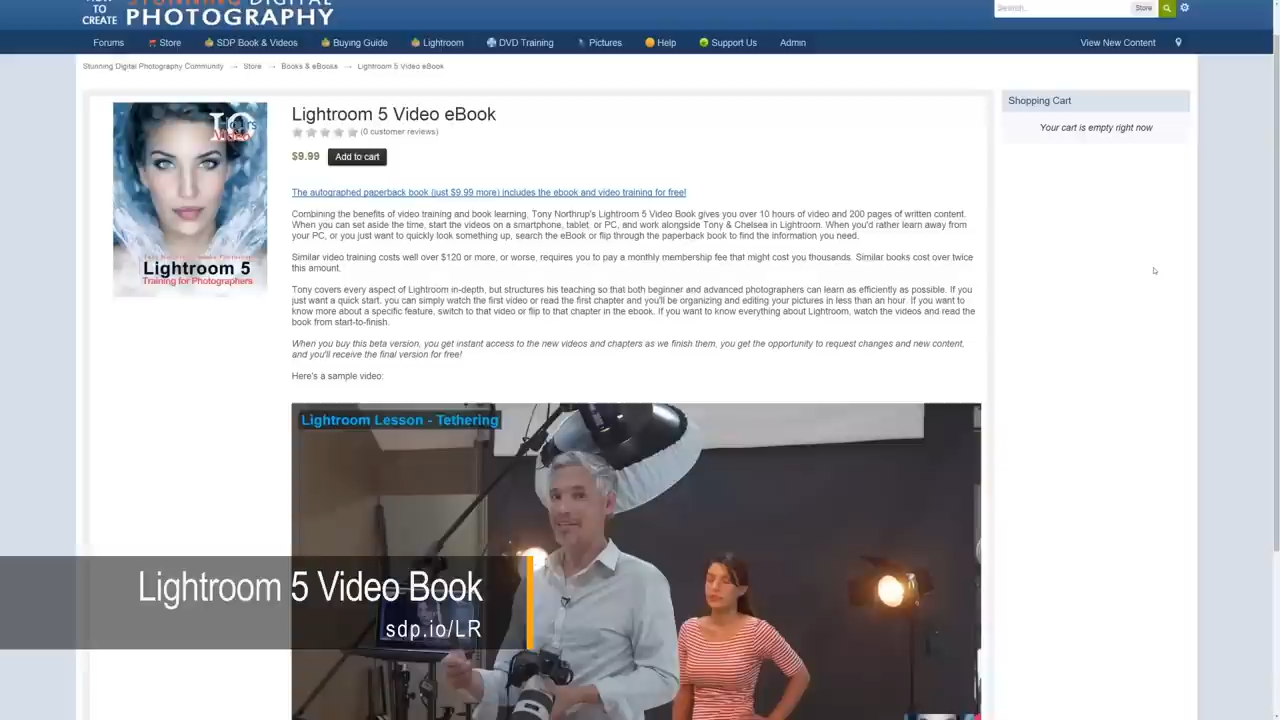 HOW TO CREATE
STUNNING DIGITAL
PHOTOGRAPHY
Search...
Store
Forums
Store
SDP Book & Videos
Buying Guide
Lightroom
DVD Training
Pictures
Help
Support Us
Admin
View New Content
Stunning Digital Photography Community → Store → Books & eBooks → Lightroom 5 Video eBook
10
Hours
Video
Lightroom 5
Training for Photographers
Lightroom 5 Video eBook
(0 customer reviews)
$9.99
Add to cart
The autographed paperback book (just $9.99 more) includes the ebook and video training for free!
Combining the benefits of video training and book learning, Tony Northrup's Lightroom 5 Video Book gives you over 10 hours of video and 200 pages of written content.
When you can set aside the time, start the videos on a smartphone, tablet, or PC, and work alongside Tony & Chelsea in Lightroom. When you'd rather learn away from
your PC, or you just want to quickly look something up, search the eBook or flip through the paperback book to find the information you need.
Similar video training costs well over $120 or more, or worse, requires you to pay a monthly membership fee that might cost you thousands. Similar books cost over twice
this amount.
Tony covers every aspect of Lightroom in-depth, but structures his teaching so that both beginner and advanced photographers can learn as efficiently as possible. If you
just want a quick start, you can simply watch the first video or read the first chapter and you'll be organizing and editing your pictures in less than an hour. If you want to
know more about a specific feature, switch to that video or flip to that chapter in the ebook. If you want to know everything about Lightroom, watch the videos and read the
book from start-to-finish.
When you buy this beta version, you get instant access to the new videos and chapters as we finish them, you get the opportunity to request changes and new content,
and you'll receive the final version for free!
Here's a sample video:
Shopping Cart
Your cart is empty right now
Lightroom Lesson - Tethering
Lightroom 5 Video Book
sdp.io/LR